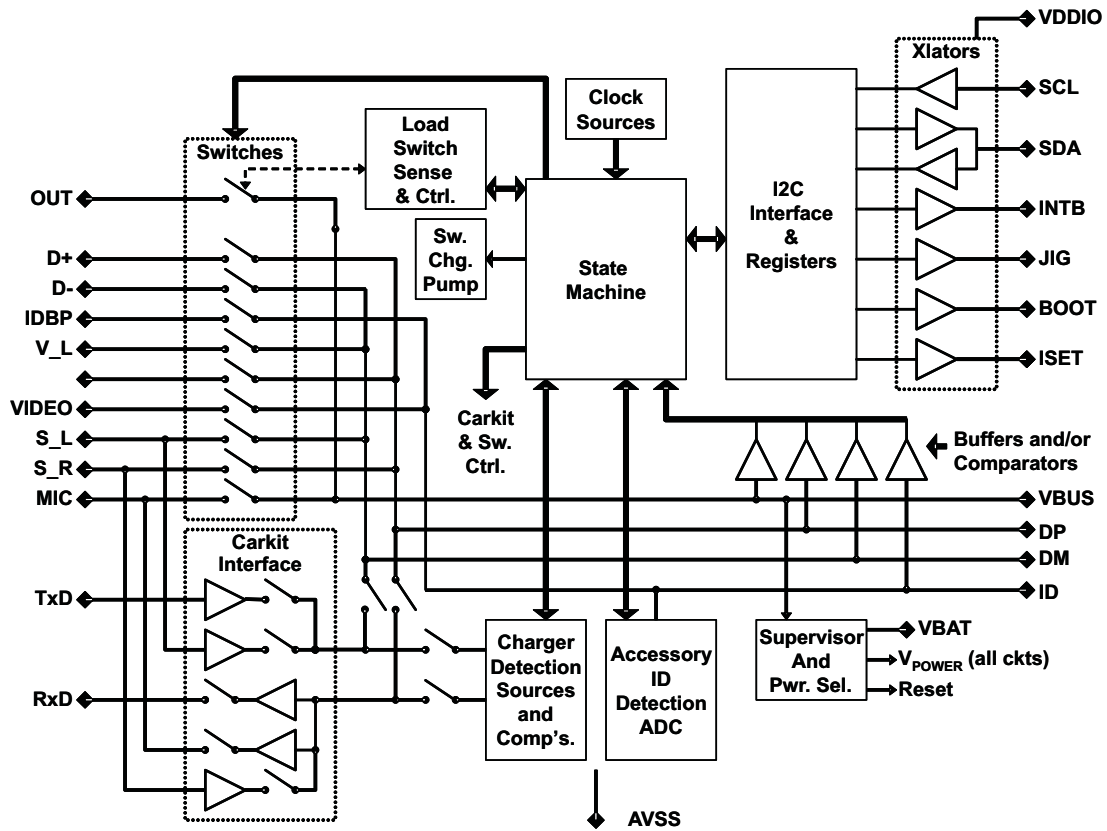 VDDIO
Xlators
SCL
SDA
INTB
JIG
BOOT
ISET
Clock
Sources
Load
Switch
Sense
& Ctrl.
Switches
OUT
D+
D-
IDBP
V_L
VIDEO
S_L
S_R
MIC
Sw.
Chg.
Pump
State
Machine
I2C
Interface
&
Registers
Carkit
& Sw.
Ctrl.
Buffers and/or
Comparators
VBUS
DP
DM
ID
Carkit
Interface
TxD
RxD
Charger
Detection
Sources
and
Comp's.
Accessory
ID
Detection
ADC
Supervisor
And
Pwr. Sel.
VBAT
VPOWER (all ckts)
Reset
AVSS